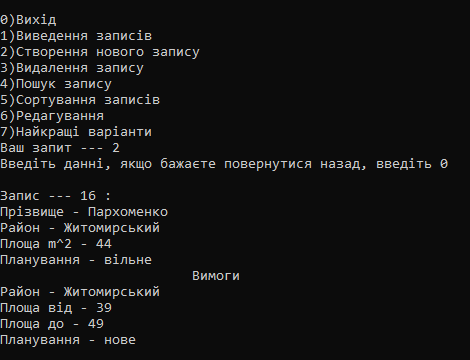 0)Вихід
1)Виведення записів
2)Створення нового запису
3)Видалення запису
4)Пошук запису
5)Сортування записів
6)Редагування
7)Найкращі варіанти
Ваш запит --- 2
Введіть данні, якщо бажаєте повернутися назад, введіть 0
Запис --- 16 :
Прізвище - Пархоменко
Район - Житомирський
Площа m^2 - 44
Планування - вільне
Вимоги
Район - Житомирський
Площа від - 39
Площа до - 49
Планування - нове